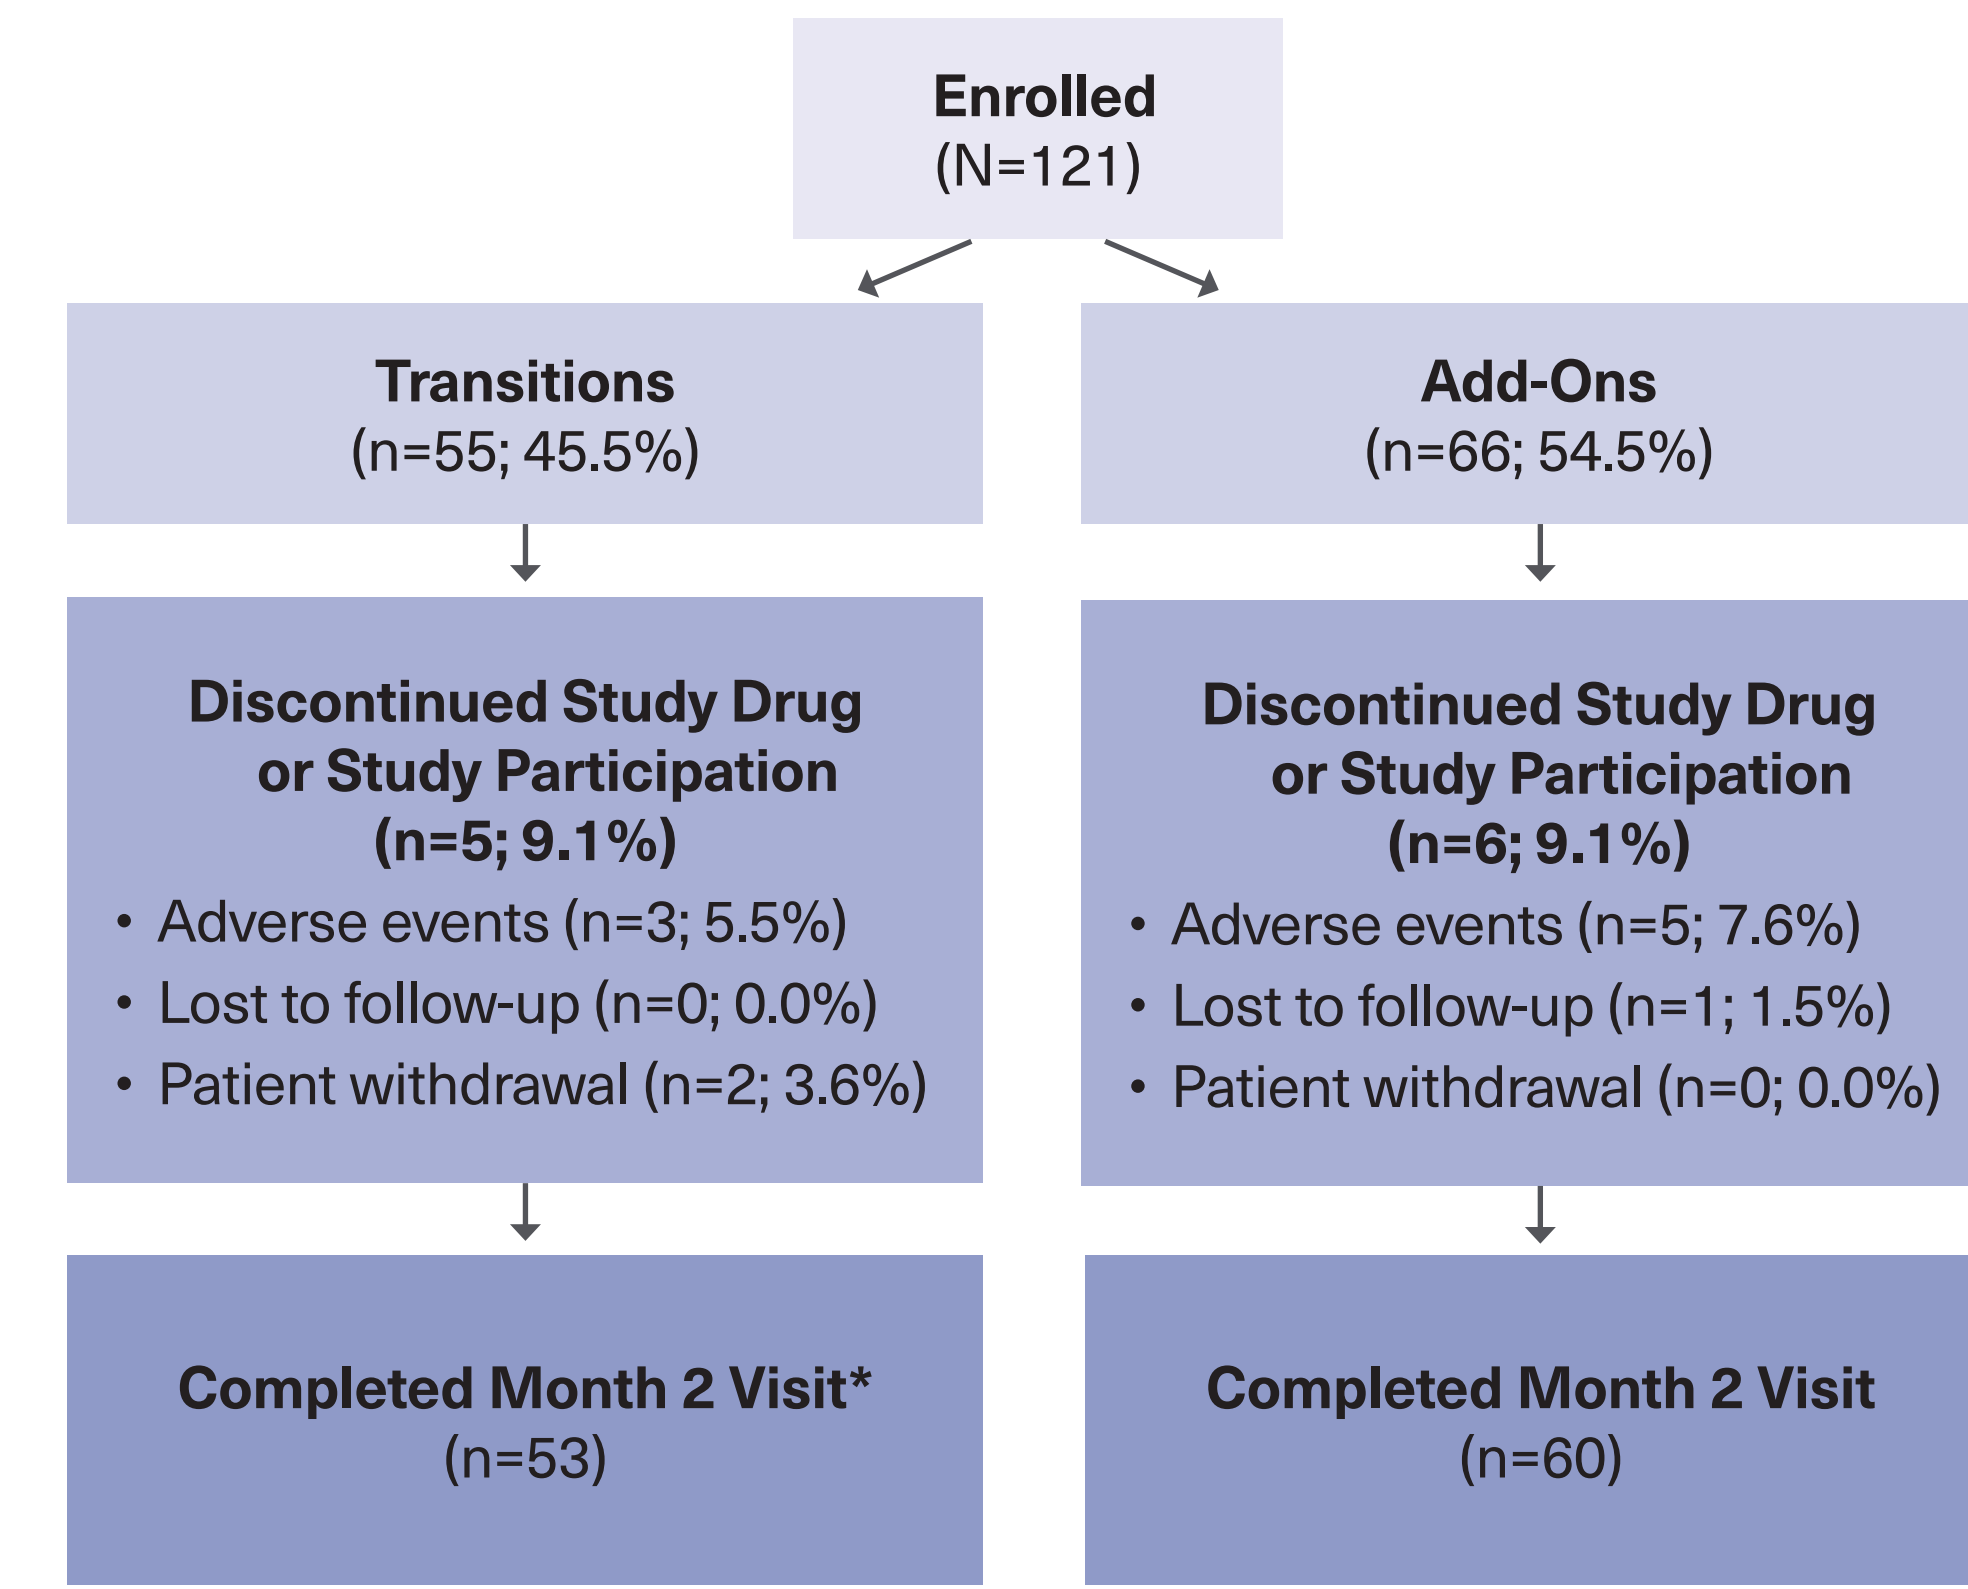 Enrolled
(N=121)
Transitions
(n=55; 45.5%)
Add-Ons
(n=66; 54.5%)
Discontinued Study Drug
or Study Participation
(n=5; 9.1%)
• Adverse events (n=3; 5.5%)
• Lost to follow-up (n=0; 0.0%)
• Patient withdrawal (n=2; 3.6%)
Discontinued Study Drug
or Study Participation
(n=6; 9.1%)
• Adverse events (n=5; 7.6%)
• Lost to follow-up (n=1; 1.5%)
• Patient withdrawal (n=0; 0.0%)
Completed Month 2 Visit*
(n=53)
Completed Month 2 Visit
(n=60)